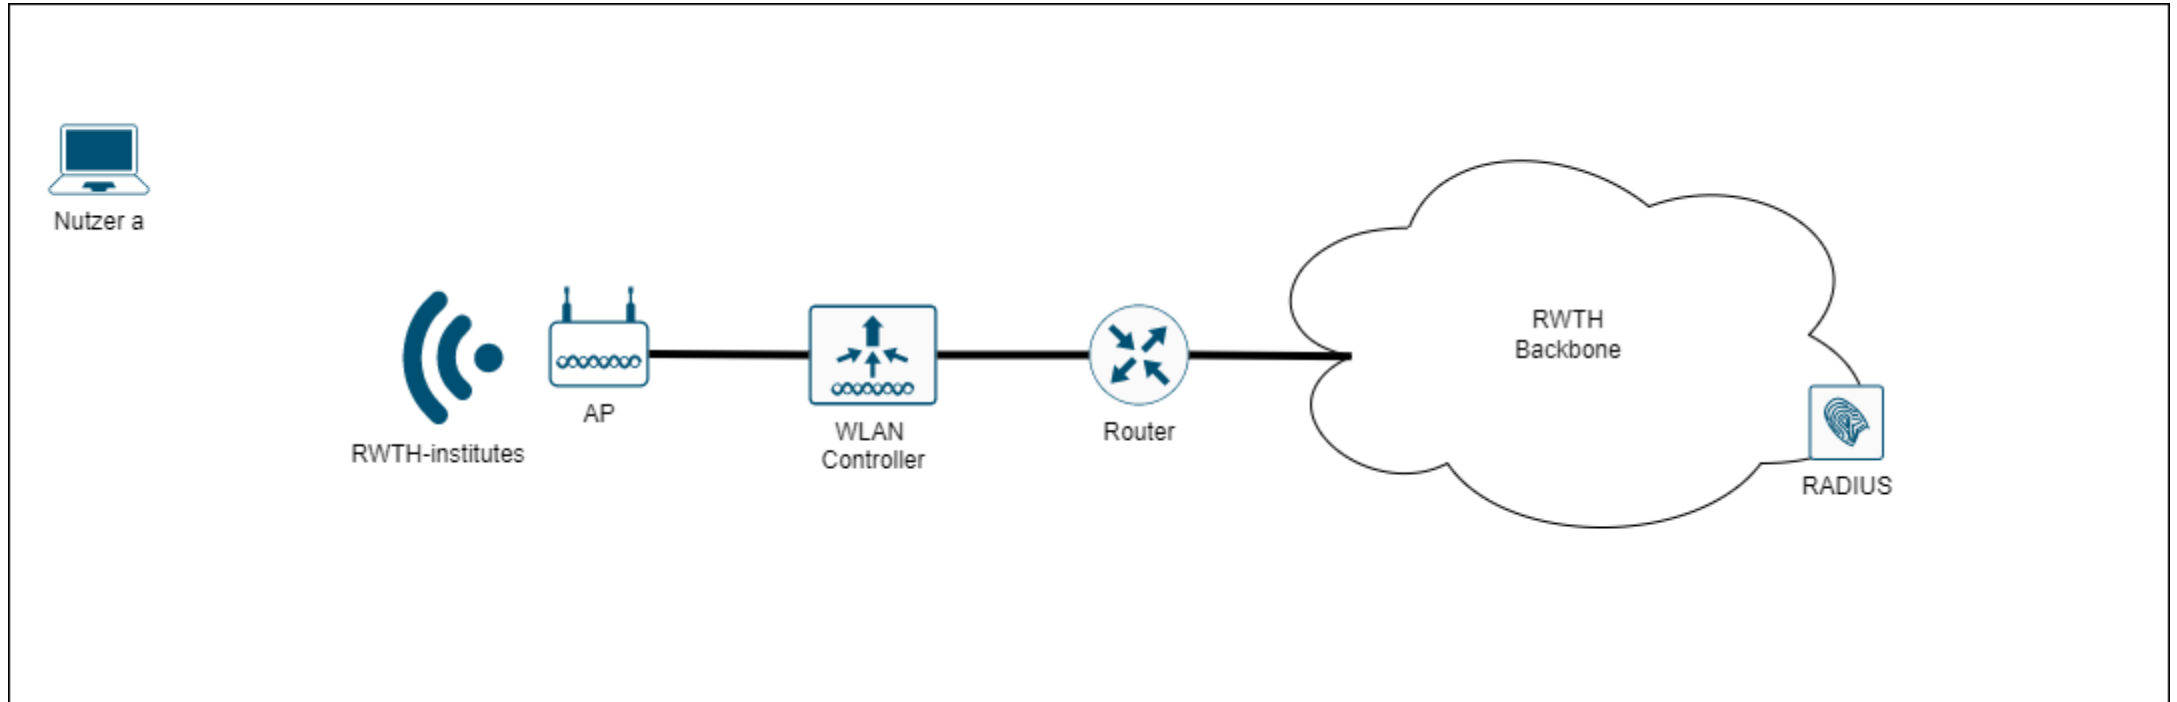 Nutzer a
RWTH-institutes
AP
WLAN
Controller
Router
RWTH
Backbone
RADIUS